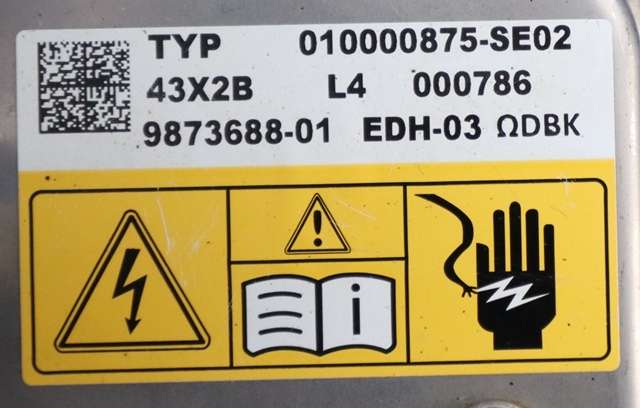 TYP 010000875-SE02
43X2B L4 000786
9873688-01 EDH-03 ΩDBK
!
i